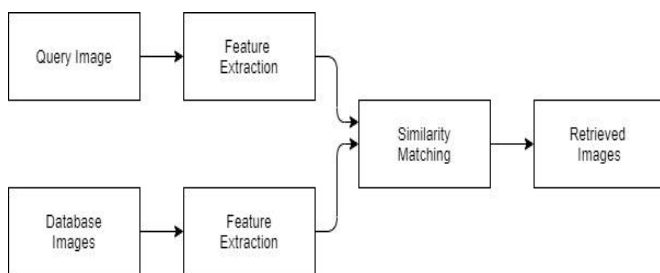 Query Image
Feature
Extraction
Similarity
Matching
Retrieved
Images
Database
Images
Feature
Extraction